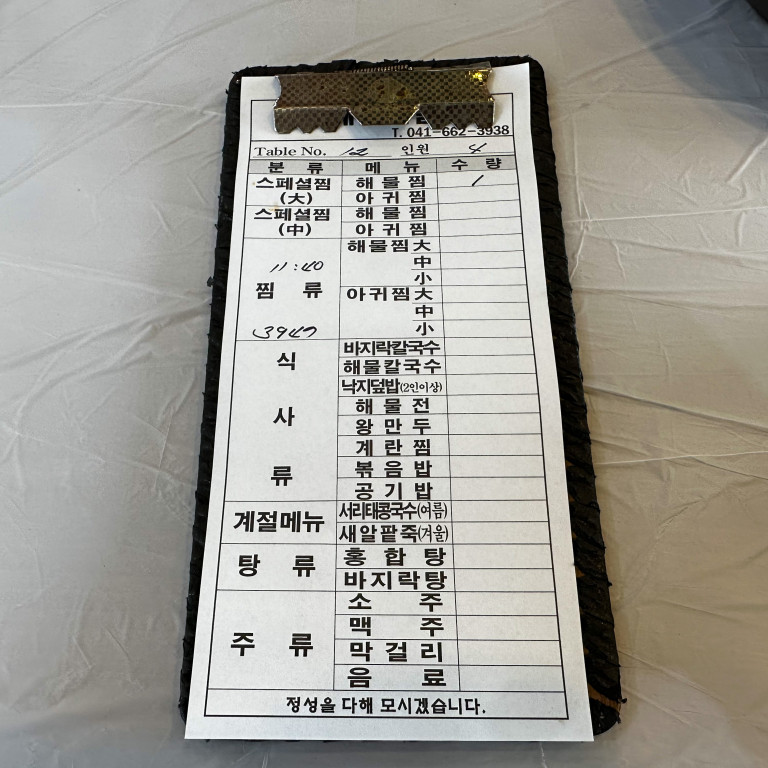 T. 041-662-3938
Table No. 12 인원 4
분 류 메 뉴 수 량
스페셜찜 (大) 해 물 찜 1
아 귀 찜
스페셜찜 (中) 해 물 찜
아 귀 찜
해물찜 大
11:40 中
小
찜 류 아귀찜 大
中
3947 小
식 사 류 바지락칼국수
해물칼국수
낙지덮밥(2인이상)
해 물 전
왕 만 두
계 란 찜
볶 음 밥
공 기 밥
계절메뉴 서리태콩국수(여름)
새알팥죽(겨울)
탕 류 홍 합 탕
바지락탕
주 류 소 주
맥 주
막 걸 리
음 료
정성을 다해 모시겠습니다.